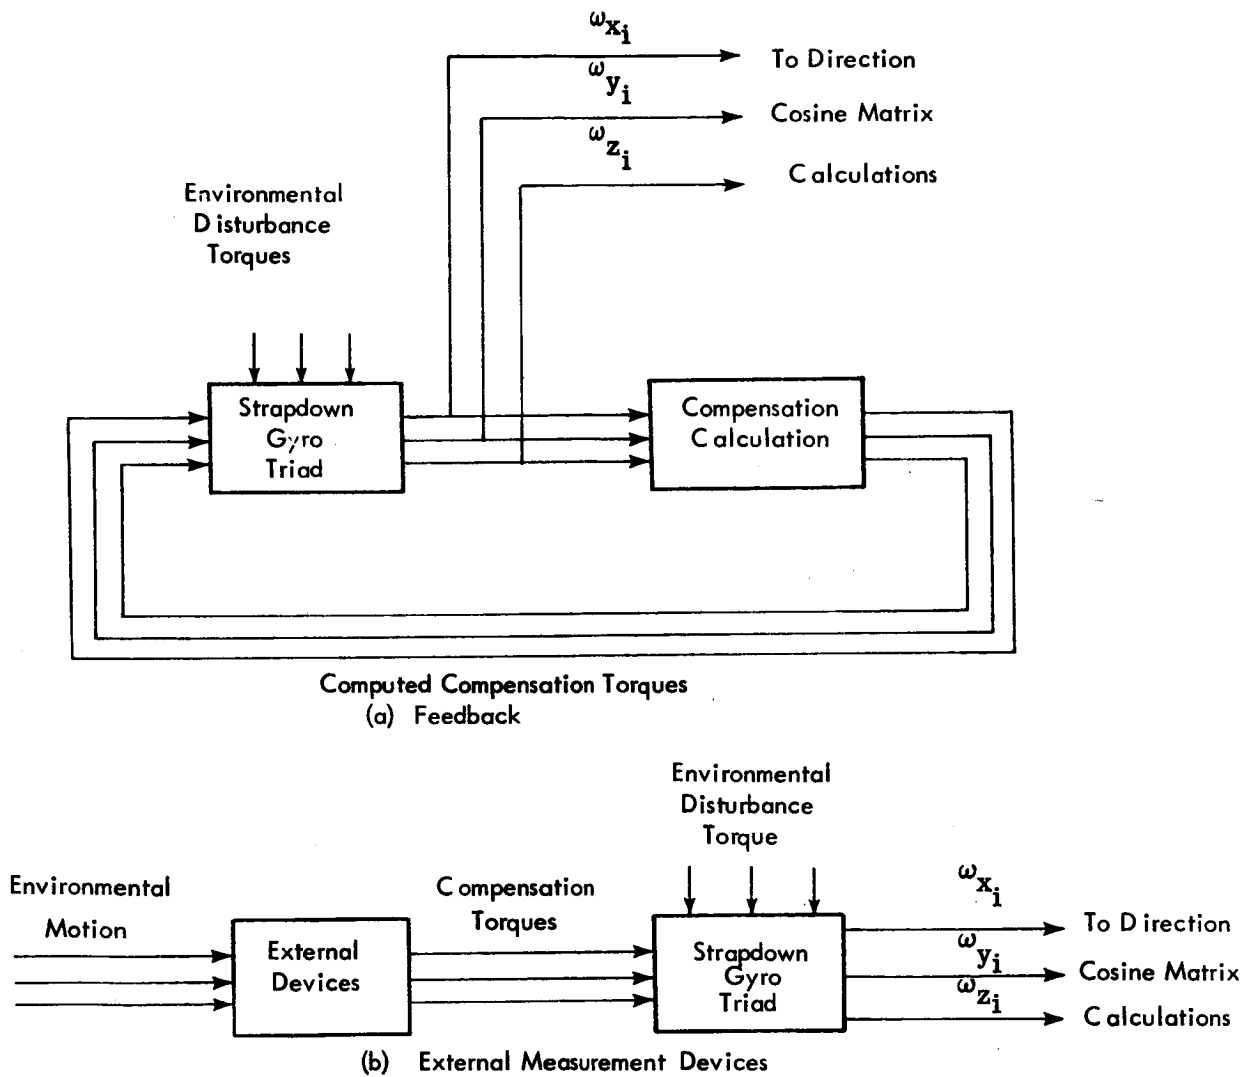 ωxi
To Direction
ωyi
Cosine Matrix
ωzi
Calculations
Environmental
Disturbance
Torques
Strapdown
Gyro
Triad
Compensation
Calculation
Computed Compensation Torques
(a) Feedback
Environmental
Disturbance
Torque
Environmental
Motion
External
Devices
Compensation
Torques
Strapdown
Gyro
Triad
ωxi
To Direction
ωyi
Cosine Matrix
ωzi
Calculations
(b) External Measurement Devices